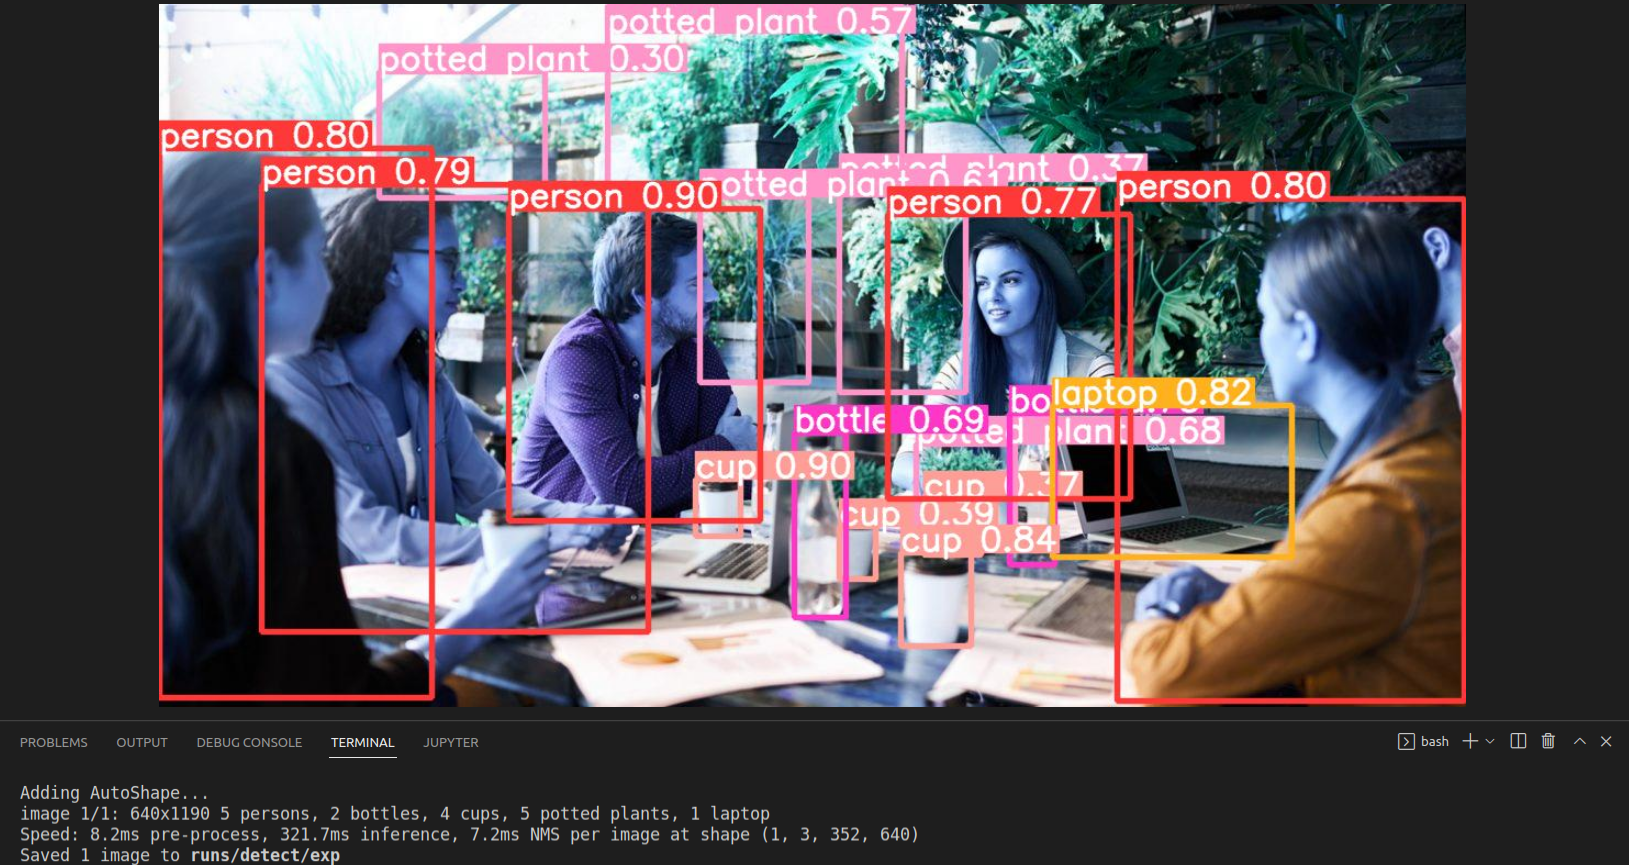 potted plant 0.57
potted plant 0.30
person 0.80
person 0.79
person 0.90
potted plant 0.61
potted plant 0.37
person 0.77
person 0.80
bottle 0.69
laptop 0.82
potted plant 0.68
cup 0.90
cup 0.37
cup 0.39
cup 0.84
PROBLEMS OUTPUT DEBUG CONSOLE TERMINAL JUPYTER bash
Adding AutoShape...
image 1/1: 640x1190 5 persons, 2 bottles, 4 cups, 5 potted plants, 1 laptop
Speed: 8.2ms pre-process, 321.7ms inference, 7.2ms NMS per image at shape (1, 3, 352, 640)
Saved 1 image to runs/detect/exp